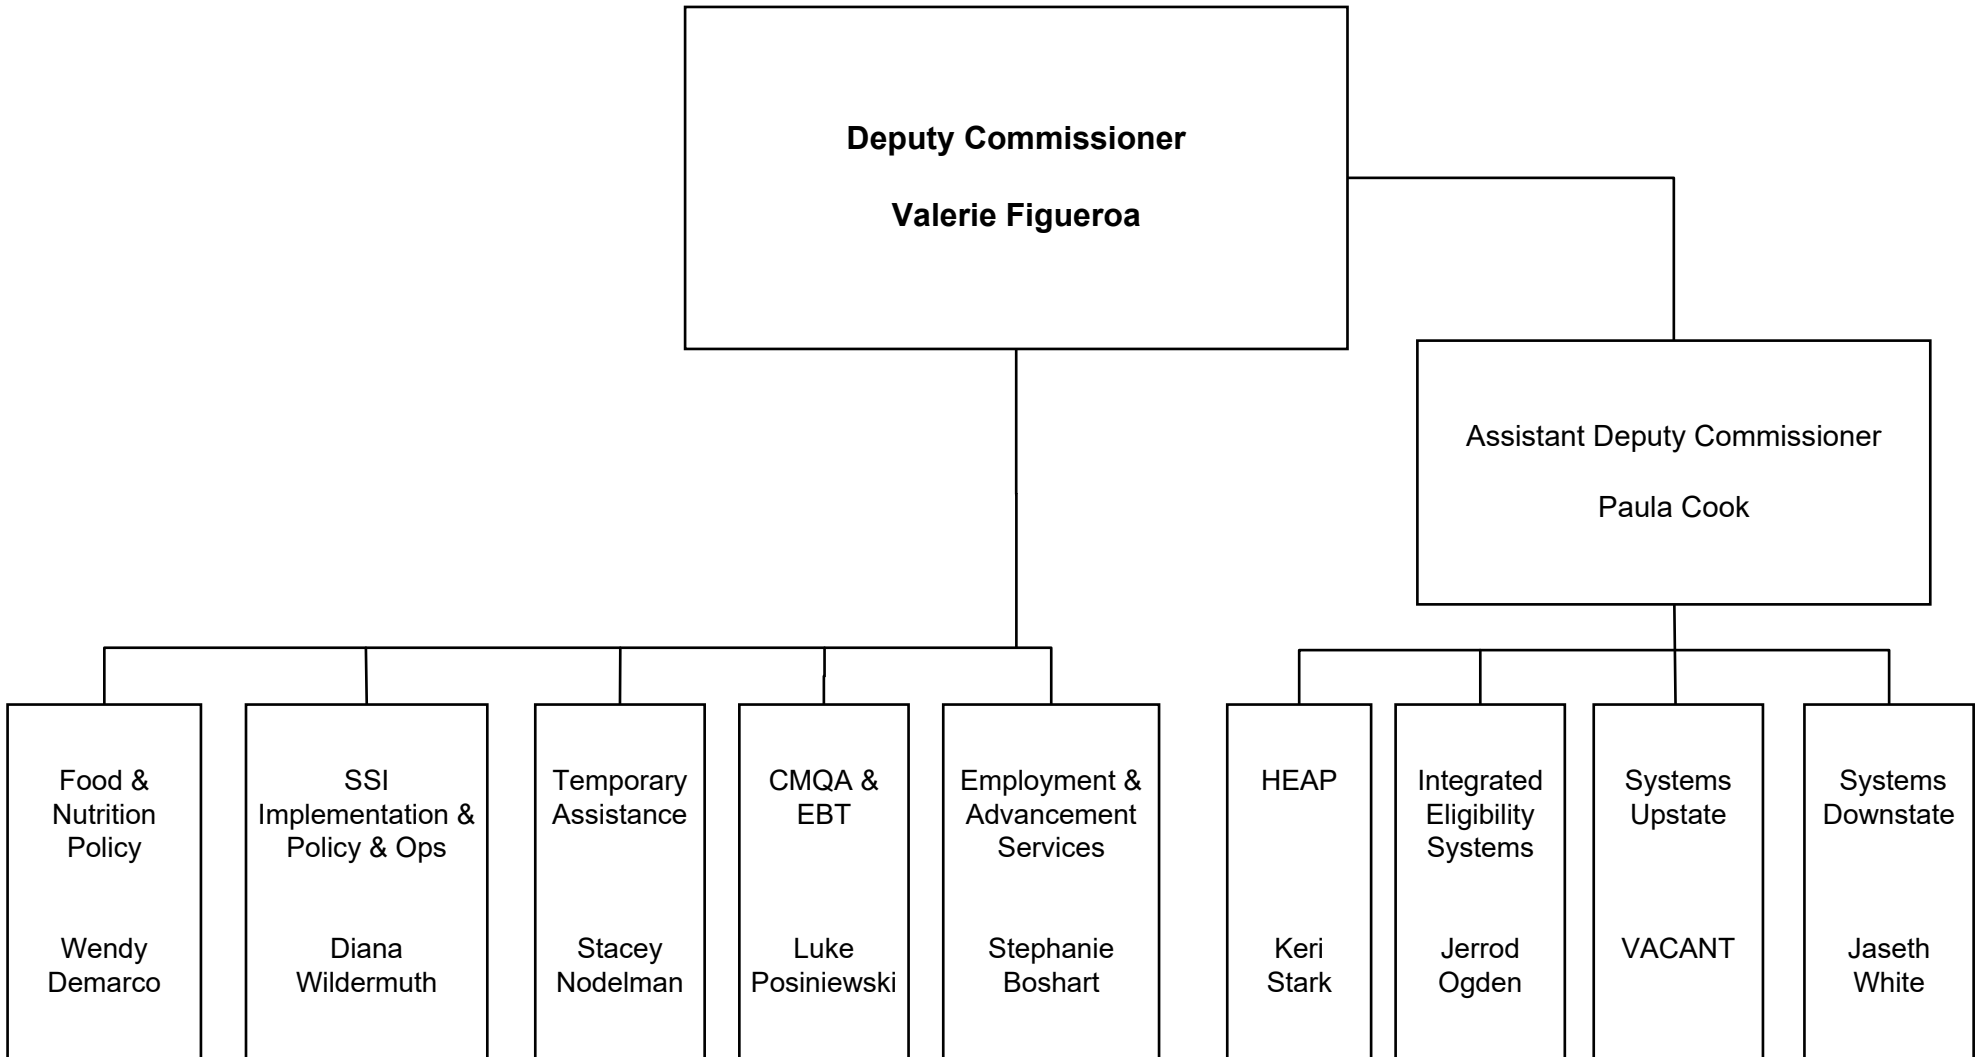 Deputy Commissioner
Valerie Figueroa
Assistant Deputy Commissioner
Paula Cook
Food &
Nutrition
Policy
Wendy
Demarco
SSI
Implementation &
Policy & Ops
Diana
Wildermuth
Temporary
Assistance
Stacey
Nodelman
CMQA &
EBT
Luke
Posiniewski
Employment &
Advancement
Services
Stephanie
Boshart
HEAP
Keri
Stark
Integrated
Eligibility
Systems
Jerrod
Ogden
Systems
Upstate
VACANT
Systems
Downstate
Jaseth
White